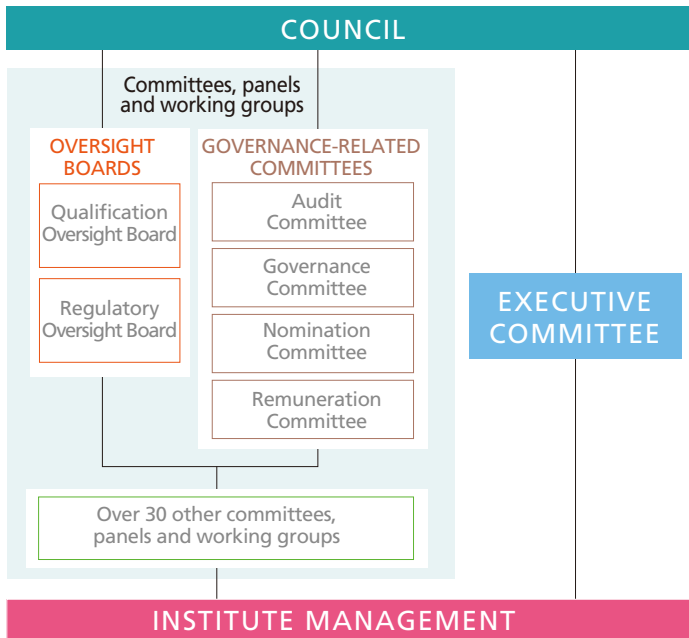 COUNCIL
Committees, panels
and working groups
OVERSIGHT
BOARDS
Qualification
Oversight Board
Regulatory
Oversight Board
GOVERNANCE-RELATED
COMMITTEES
Audit
Committee
Governance
Committee
Nomination
Committee
Remuneration
Committee
EXECUTIVE
COMMITTEE
Over 30 other committees,
panels and working groups
INSTITUTE MANAGEMENT